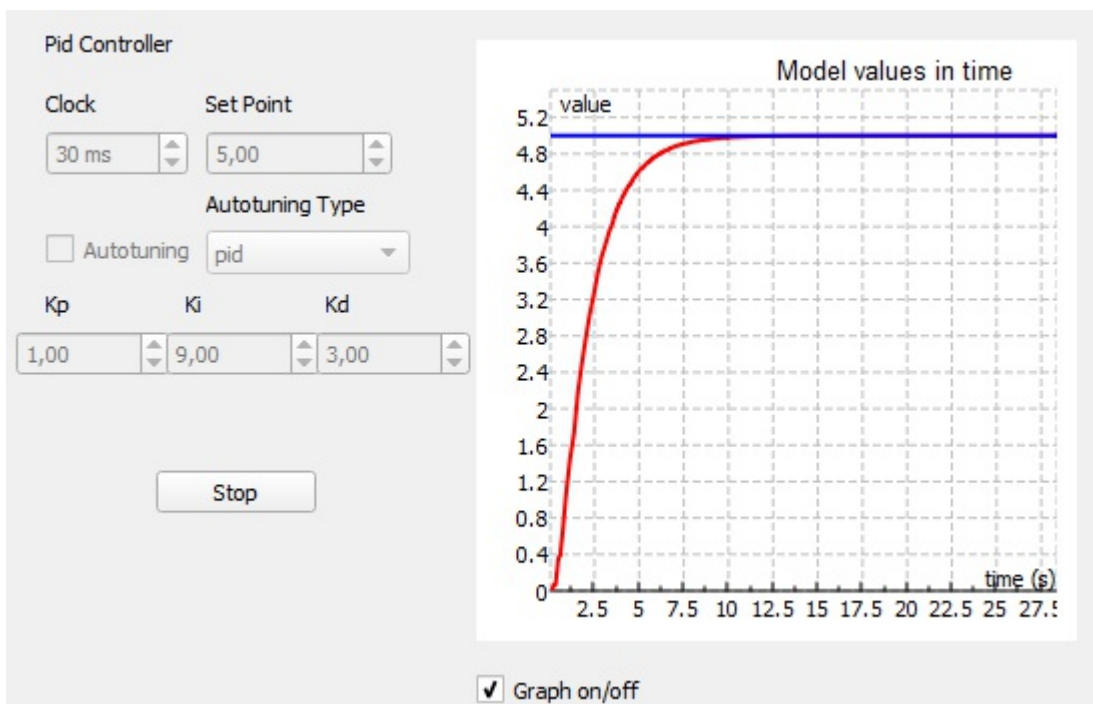 Pid Controller
Clock Set Point
30 ms 5,00
Autotuning Type
Autotuning pid
Kp Ki Kd
1,00 9,00 3,00
Stop
Model values in time
value
5.2
4.8
4.4
4
3.6
3.2
2.8
2.4
2
1.6
1.2
0.8
0.4
0
time (s)
2.5 5 7.5 10 12.5 15 17.5 20 22.5 25 27.5
Graph on/off